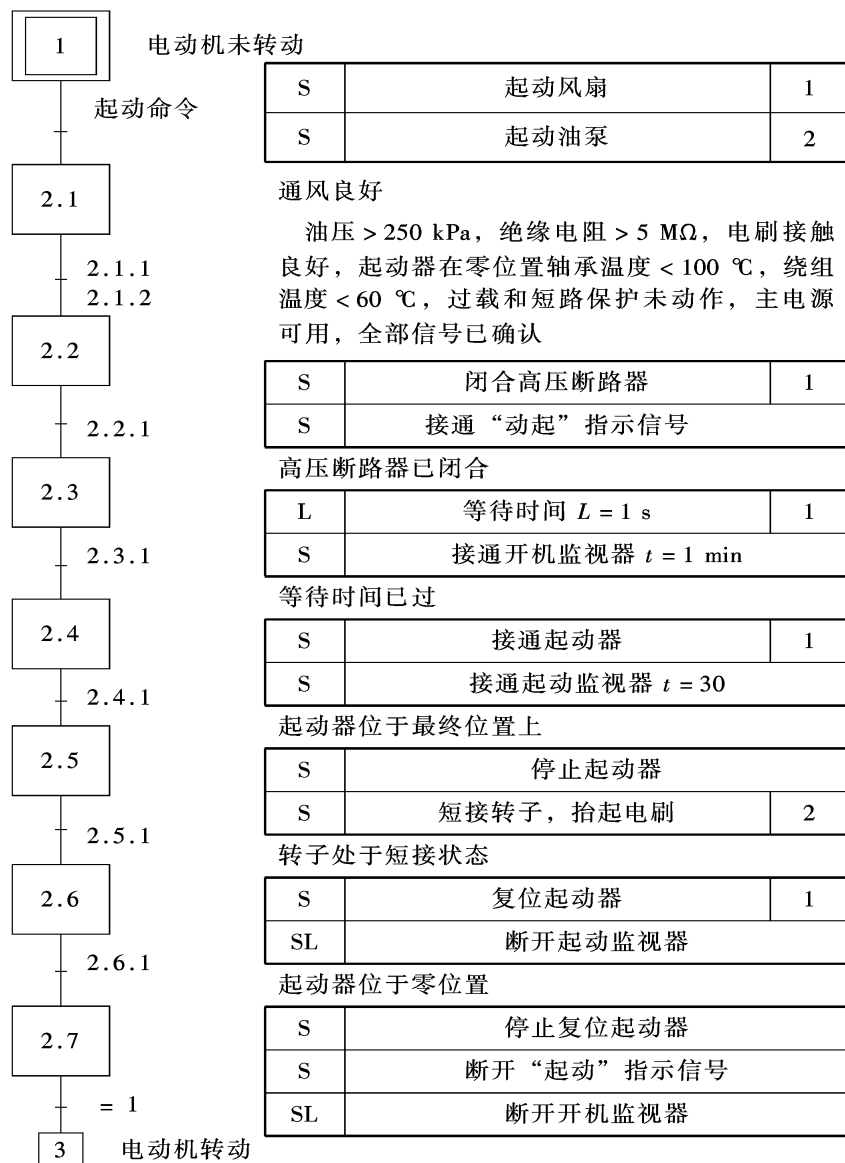 1 电动机未转动
起动命令
S 起动风扇 1
S 起动油泵 2
2.1
通风良好
油压>250 kPa，绝缘电阻>5 MΩ，电刷接触
良好，起动器在零位置轴承温度<100 ℃，绕组
温度<60 ℃，过载和短路保护未动作，主电源
可用，全部信号已确认
2.1.1
2.1.2
2.2
S 闭合高压断路器 1
S 接通“动起”指示信号
2.2.1
高压断路器已闭合
2.3
L 等待时间 L=1 s 1
S 接通开机监视器 t=1 min
2.3.1
等待时间已过
2.4
S 接通起动器 1
S 接通起动监视器 t=30
2.4.1
起动器位于最终位置上
2.5
S 停止起动器
S 短接转子，抬起电刷 2
2.5.1
转子处于短接状态
2.6
S 复位起动器 1
SL 断开起动监视器
2.6.1
起动器位于零位置
2.7
S 停止复位起动器
S 断开“起动”指示信号
SL 断开开机监视器
= 1
3 电动机转动